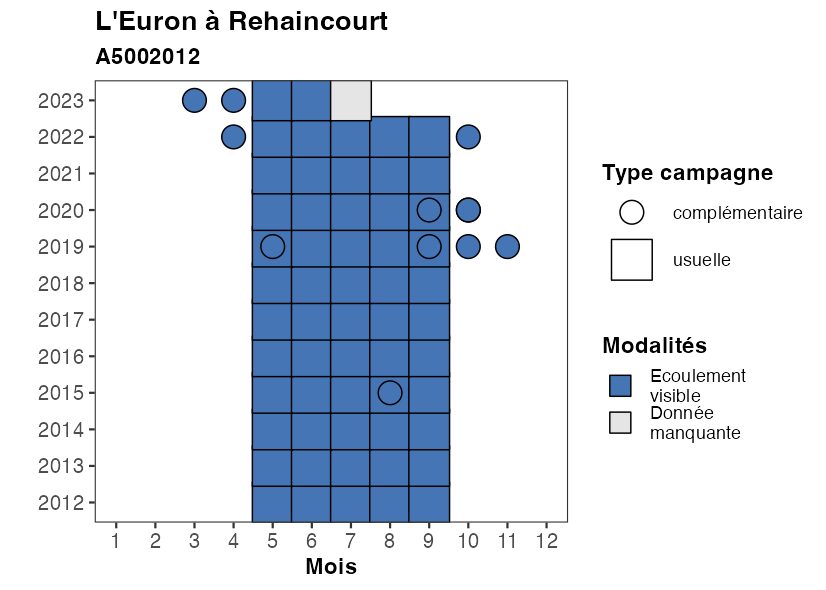 L'Euron à Rehaincourt
A5002012
2023
2022
2021
2020
2019
2018
2017
2016
2015
2014
2013
2012
1 2 3 4 5 6 7 8 9 10 11 12
Mois
Type campagne
complémentaire
usuelle
Modalités
Ecoulement
visible
Donnée
manquante